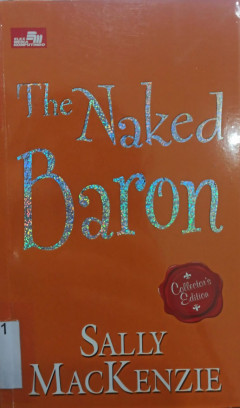 The Naked
Baron
Collector's
Edition
1
SALLY
MACKENZIE